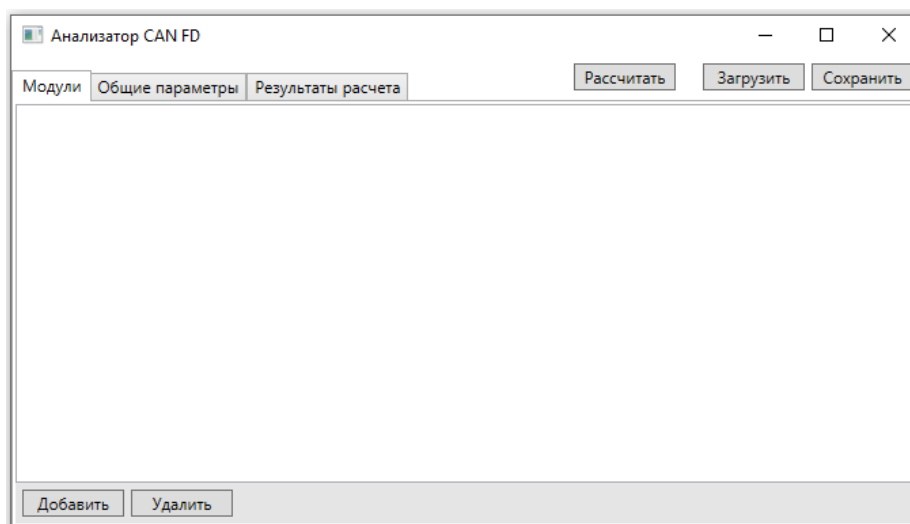 Анализатор CAN FD
Модули Общие параметры Результаты расчета Рассчитать Загрузить Сохранить
Добавить Удалить